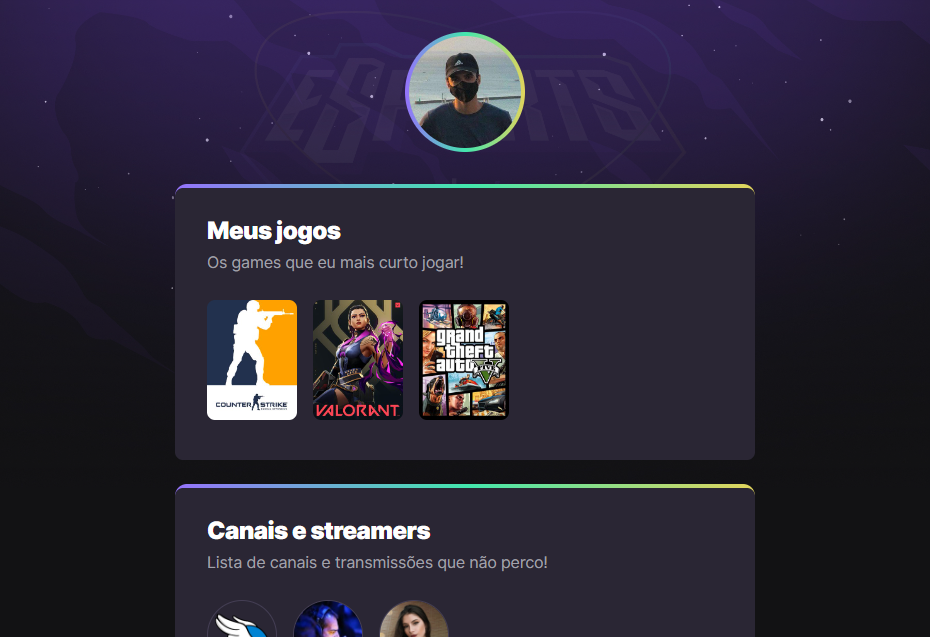 ESPORTS
Meus jogos
Os games que eu mais curto jogar!
COUNTER STRIKE
VALORANT
grand
theft
auto
V
Canais e streamers
Lista de canais e transmissões que não perco!